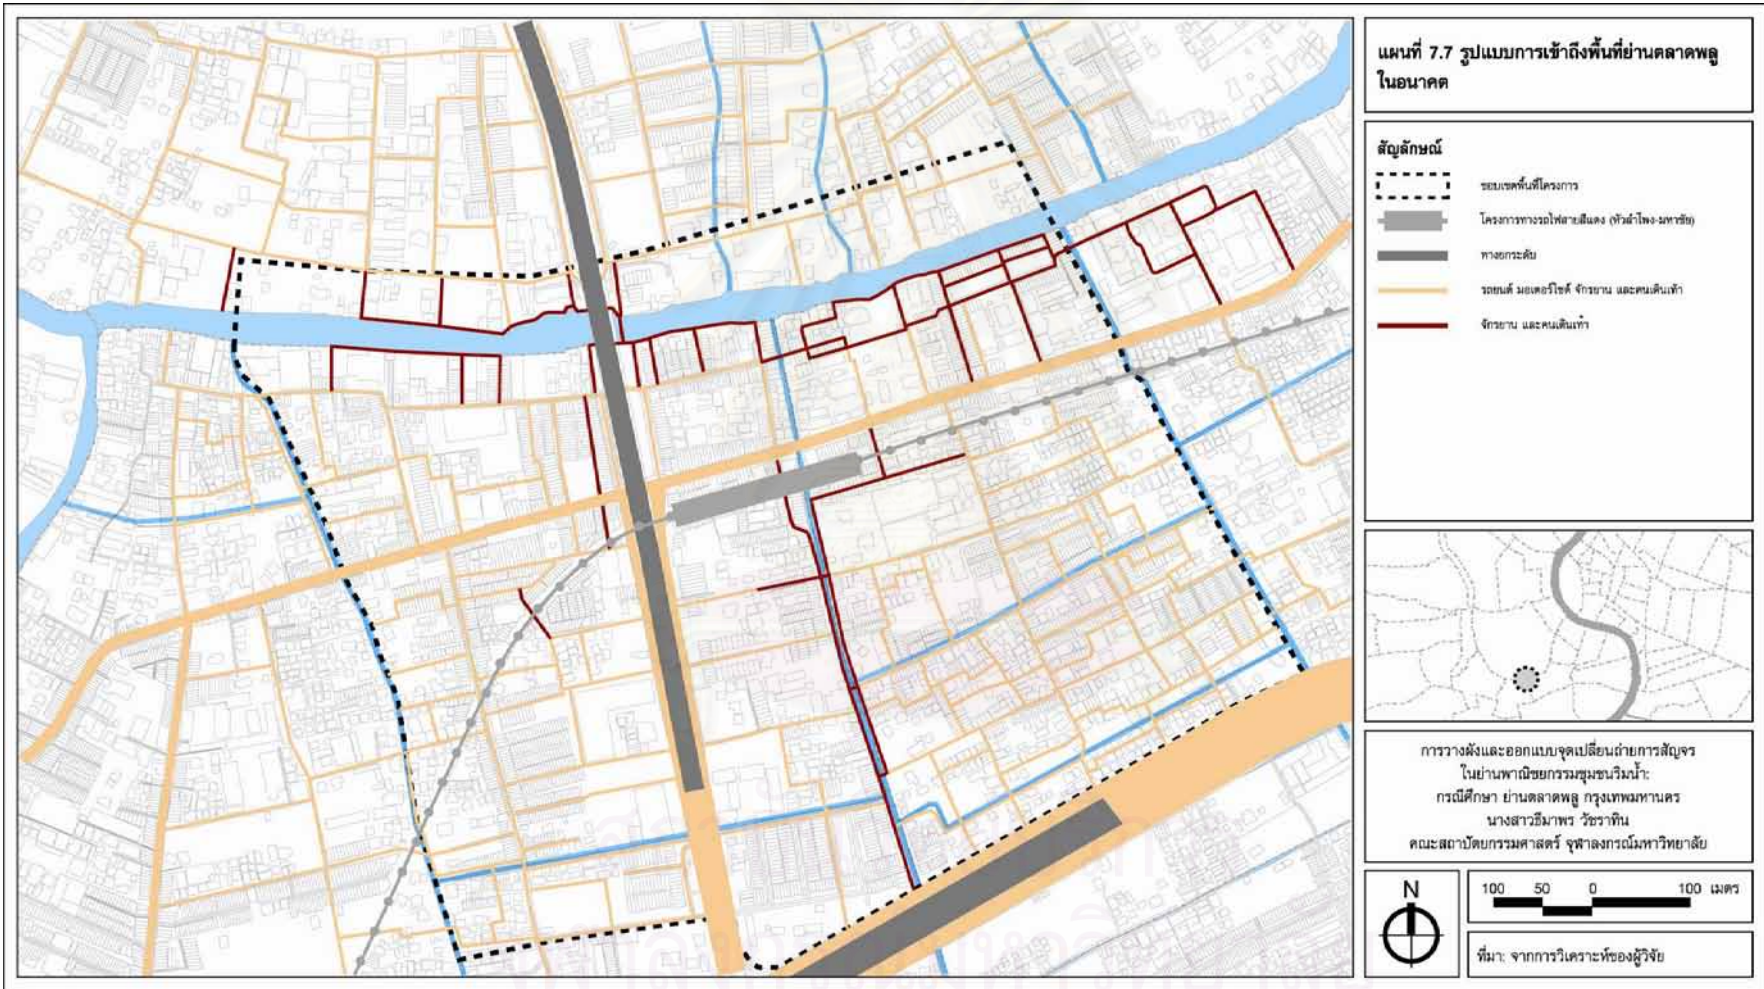 แผนที่ 7.7 รูปแบบการเข้าถึงพื้นที่ย่านตลาดพลู
ในอนาคต
สัญลักษณ์
ขอบเขตพื้นที่โครงการ
โครงการทางรถไฟสายสีแดง (หัวลำโพง-มหาชัย)
ทางยกระดับ
รถยนต์ มอเตอร์ไซค์ จักรยาน และคนเดินเท้า
จักรยาน และคนเดินเท้า
การวางผังและออกแบบจุดเปลี่ยนถ่ายการสัญจร
ในย่านพาณิชยกรรมชุมชนริมน้ำ:
กรณีศึกษา ย่านตลาดพลู กรุงเทพมหานคร
นางสาวธีมาพร วัชราทิน
คณะสถาปัตยกรรมศาสตร์ จุฬาลงกรณ์มหาวิทยาลัย
N
100 50 0 100 เมตร
ที่มา: จากการวิเคราะห์ของผู้วิจัย